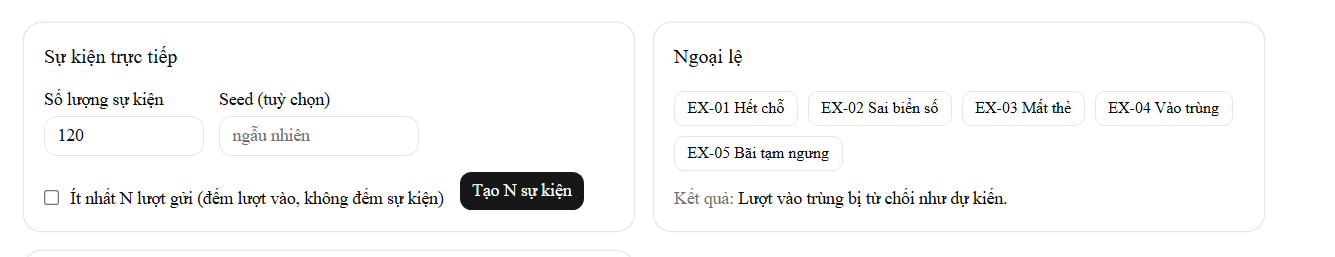 Sự kiện trực tiếp
Số lượng sự kiện
Seed (tuỳ chọn)
120
ngẫu nhiên
Ít nhất N lượt gửi (đếm lượt vào, không đếm sự kiện)
Tạo N sự kiện
Ngoại lệ
EX-01 Hết chỗ
EX-02 Sai biển số
EX-03 Mất thẻ
EX-04 Vào trùng
EX-05 Bãi tạm ngưng
Kết quả: Lượt vào trùng bị từ chối như dự kiến.